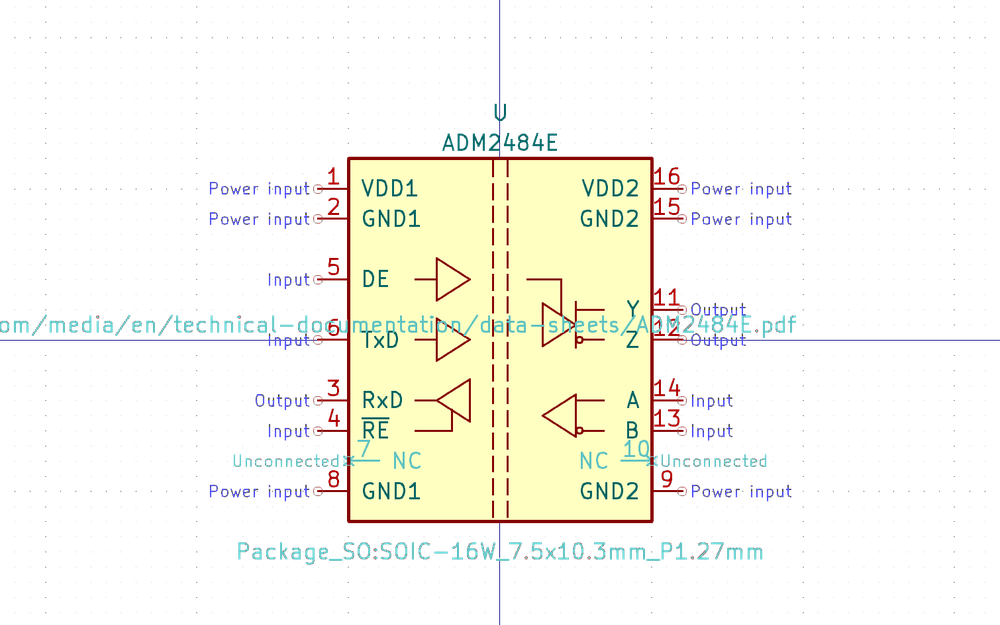 U
ADM2484E
Power input 1 VDD1 VDD2 16 Power input
Power input 2 GND1 GND2 15 Power input
Input 5 DE
Y 11 Output
om/media/en/technical-documentation/data-sheets/ADM2484E.pdf
Input 6 TxD Z 12 Output
Output 3 RxD A 14 Input
Input 4 RE B 13 Input
Unconnected 7 NC NC 10 Unconnected
Power input 8 GND1 GND2 9 Power input
Package_SO:SOIC-16W_7.5x10.3mm_P1.27mm